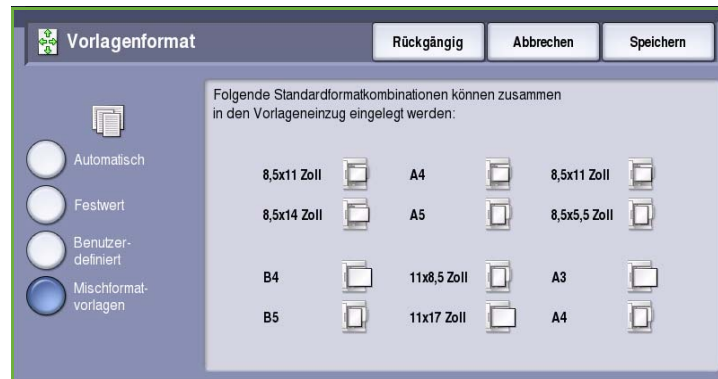 Vorlagenformat
Rückgängig
Abbrechen
Speichern
Automatisch
Festwert
Benutzer-
definiert
Mischformat-
vorlagen
Folgende Standardformatkombinationen können zusammen
in den Vorlageneinzug eingelegt werden:
8,5x11 Zoll A4 8,5x11 Zoll
8,5x14 Zoll A5 8,5x5,5 Zoll
B4 11x8,5 Zoll A3
B5 11x17 Zoll A4